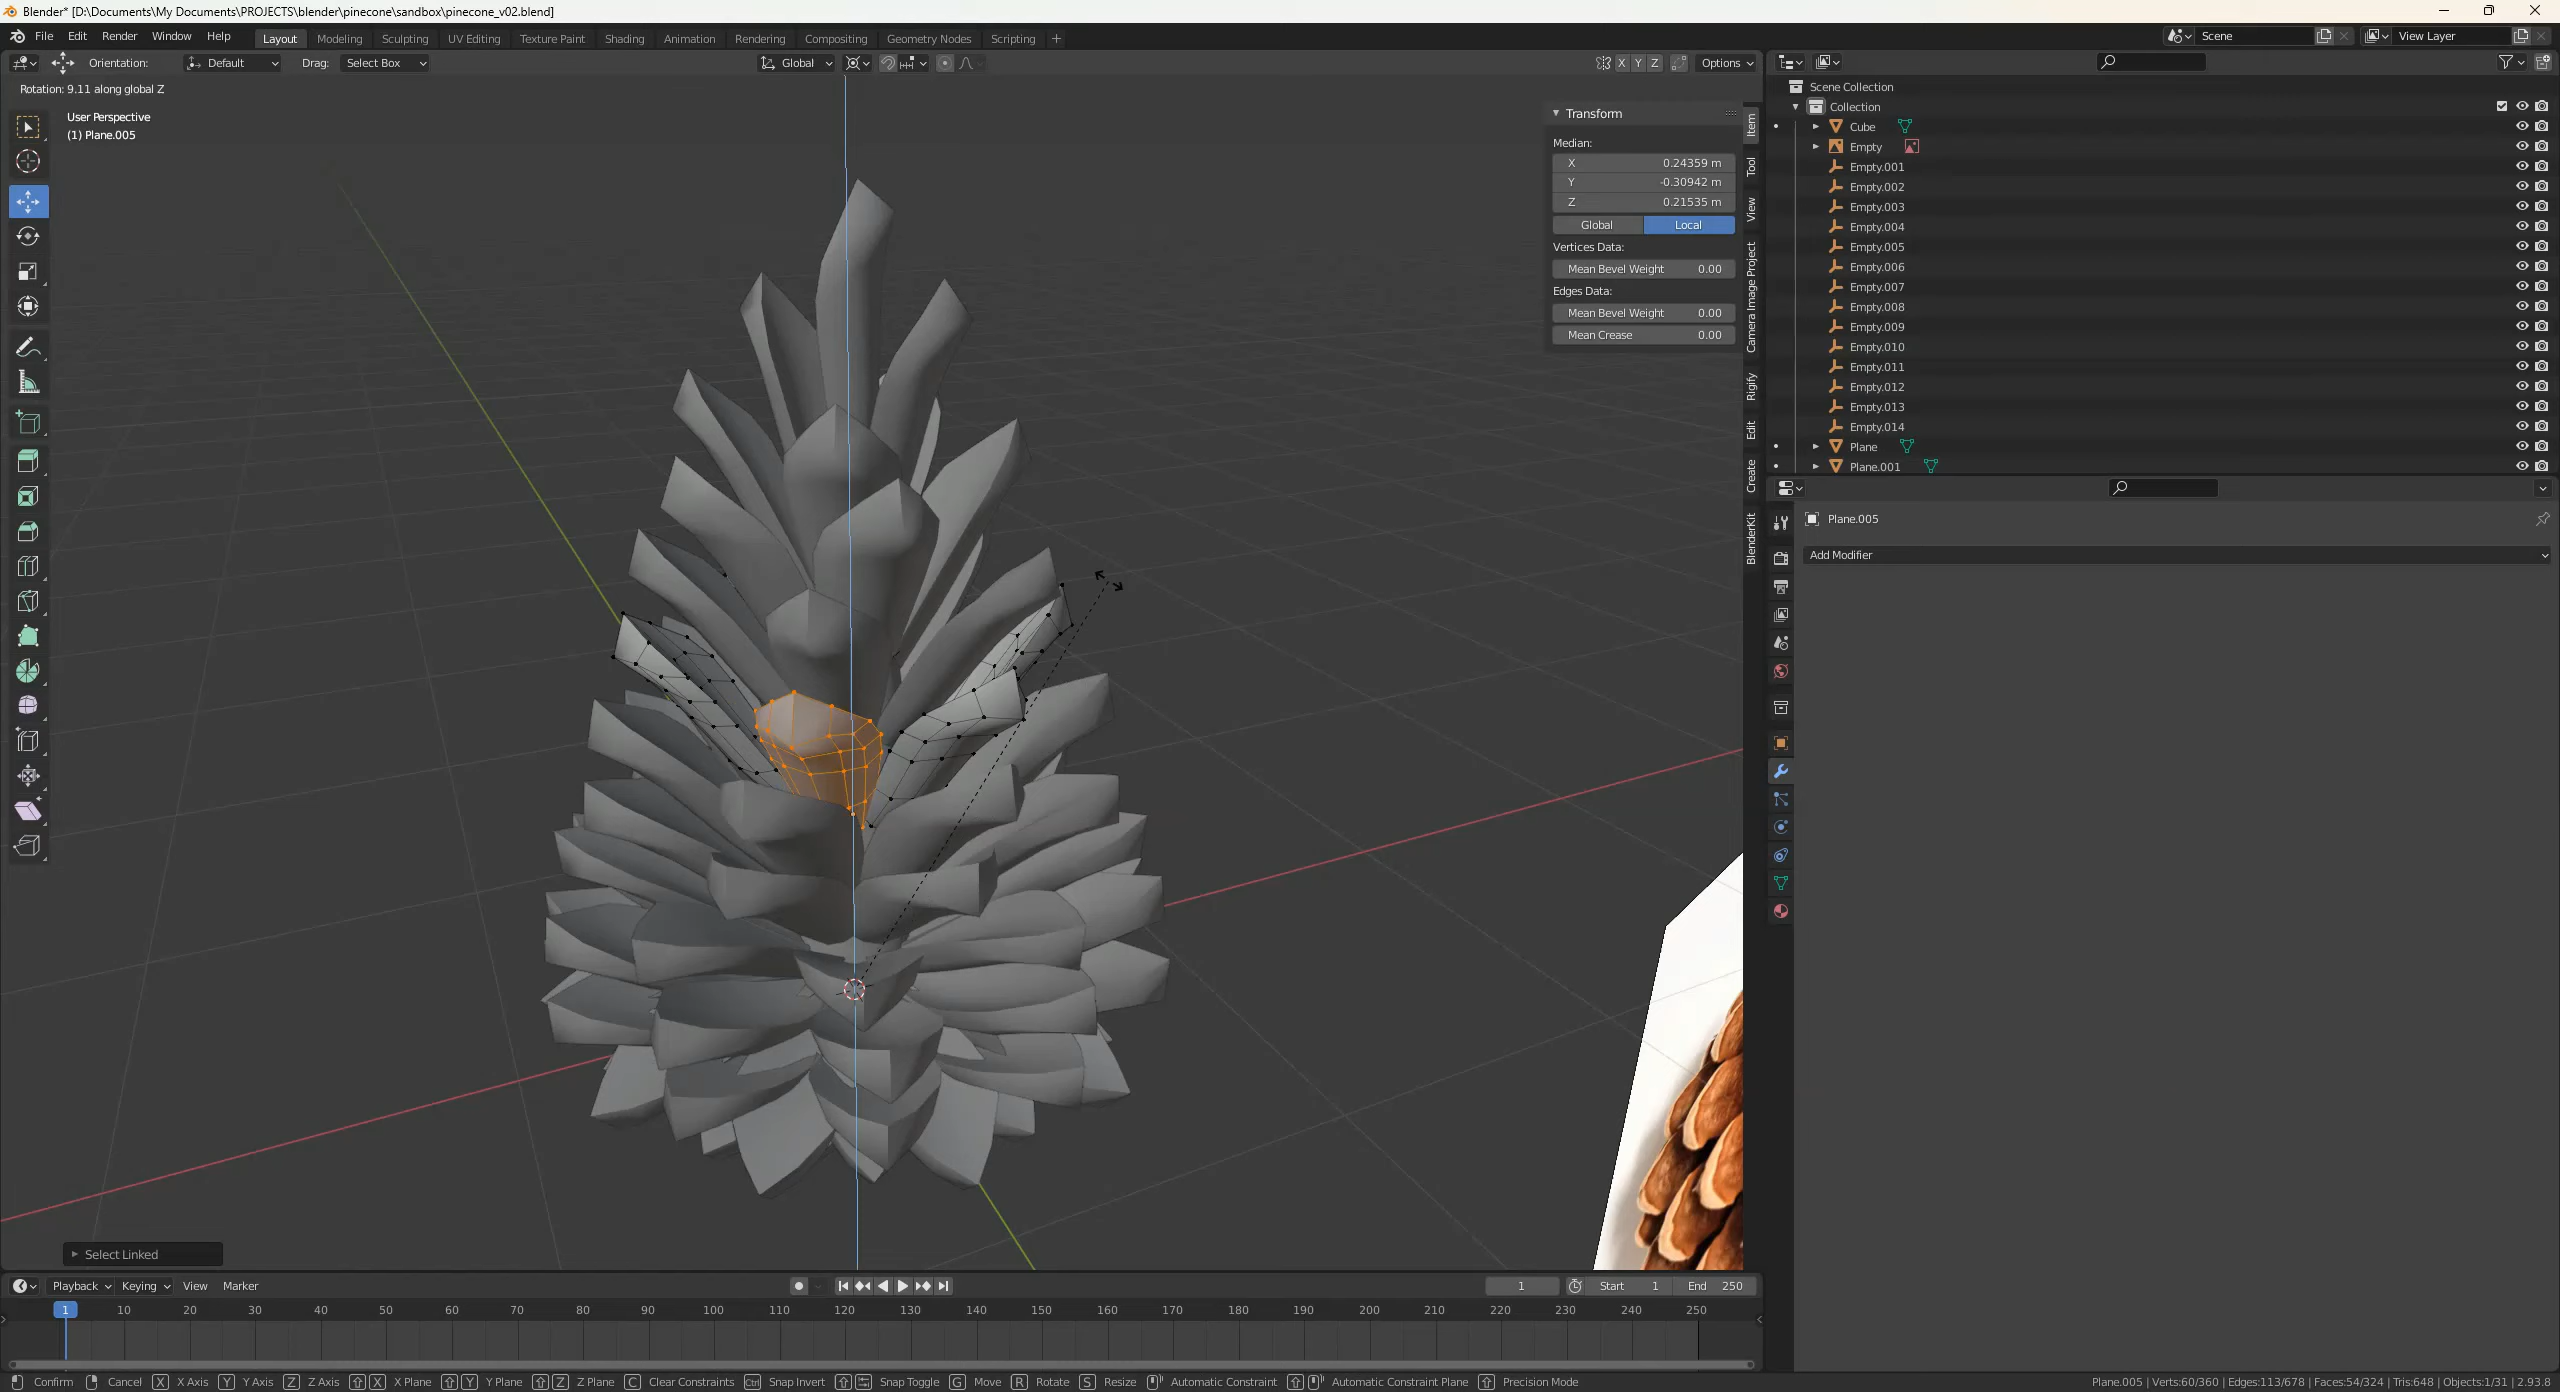 Blender* [D:\Documents\My Documents\PROJECTS\blender\pinecone\sandbox\pinecone_v02.blend]
File Edit Render Window Help Layout Modeling Sculpting UV Editing Texture Paint Shading Animation Rendering Compositing Geometry Nodes Scripting + Scene View Layer
Orientation: Default Drag: Select Box Global X Y Z Options
Rotation: 9.11 along global Z
User Perspective
(1) Plane.005
Transform
Median:
X 0.24359 m
Y -0.30942 m
Z 0.21535 m
Global Local
Vertices Data:
Mean Bevel Weight 0.00
Edges Data:
Mean Bevel Weight 0.00
Mean Crease 0.00
Item
Tool
View
Camera Image Project
Rigify
Edit
Create
BlenderKit
Scene Collection
Collection
Cube
Empty
Empty.001
Empty.002
Empty.003
Empty.004
Empty.005
Empty.006
Empty.007
Empty.008
Empty.009
Empty.010
Empty.011
Empty.012
Empty.013
Empty.014
Plane
Plane.001
Plane.005
Add Modifier
Select Linked
Playback Keying View Marker 1 Start 1 End 250
1 10 20 30 40 50 60 70 80 90 100 110 120 130 140 150 160 170 180 190 200 210 220 230 240 250
Confirm Cancel X X Axis Y Y Axis Z Z Axis X X Plane Y Y Plane Z Z Plane C Clear Constraints Ctrl Snap Invert Snap Toggle G Move R Rotate S Resize Automatic Constraint Automatic Constraint Plane Precision Mode Plane.005 | Verts:60/360 | Edges:113/678 | Faces:54/324 | Tris:648 | Objects:1/31 | 2.93.8